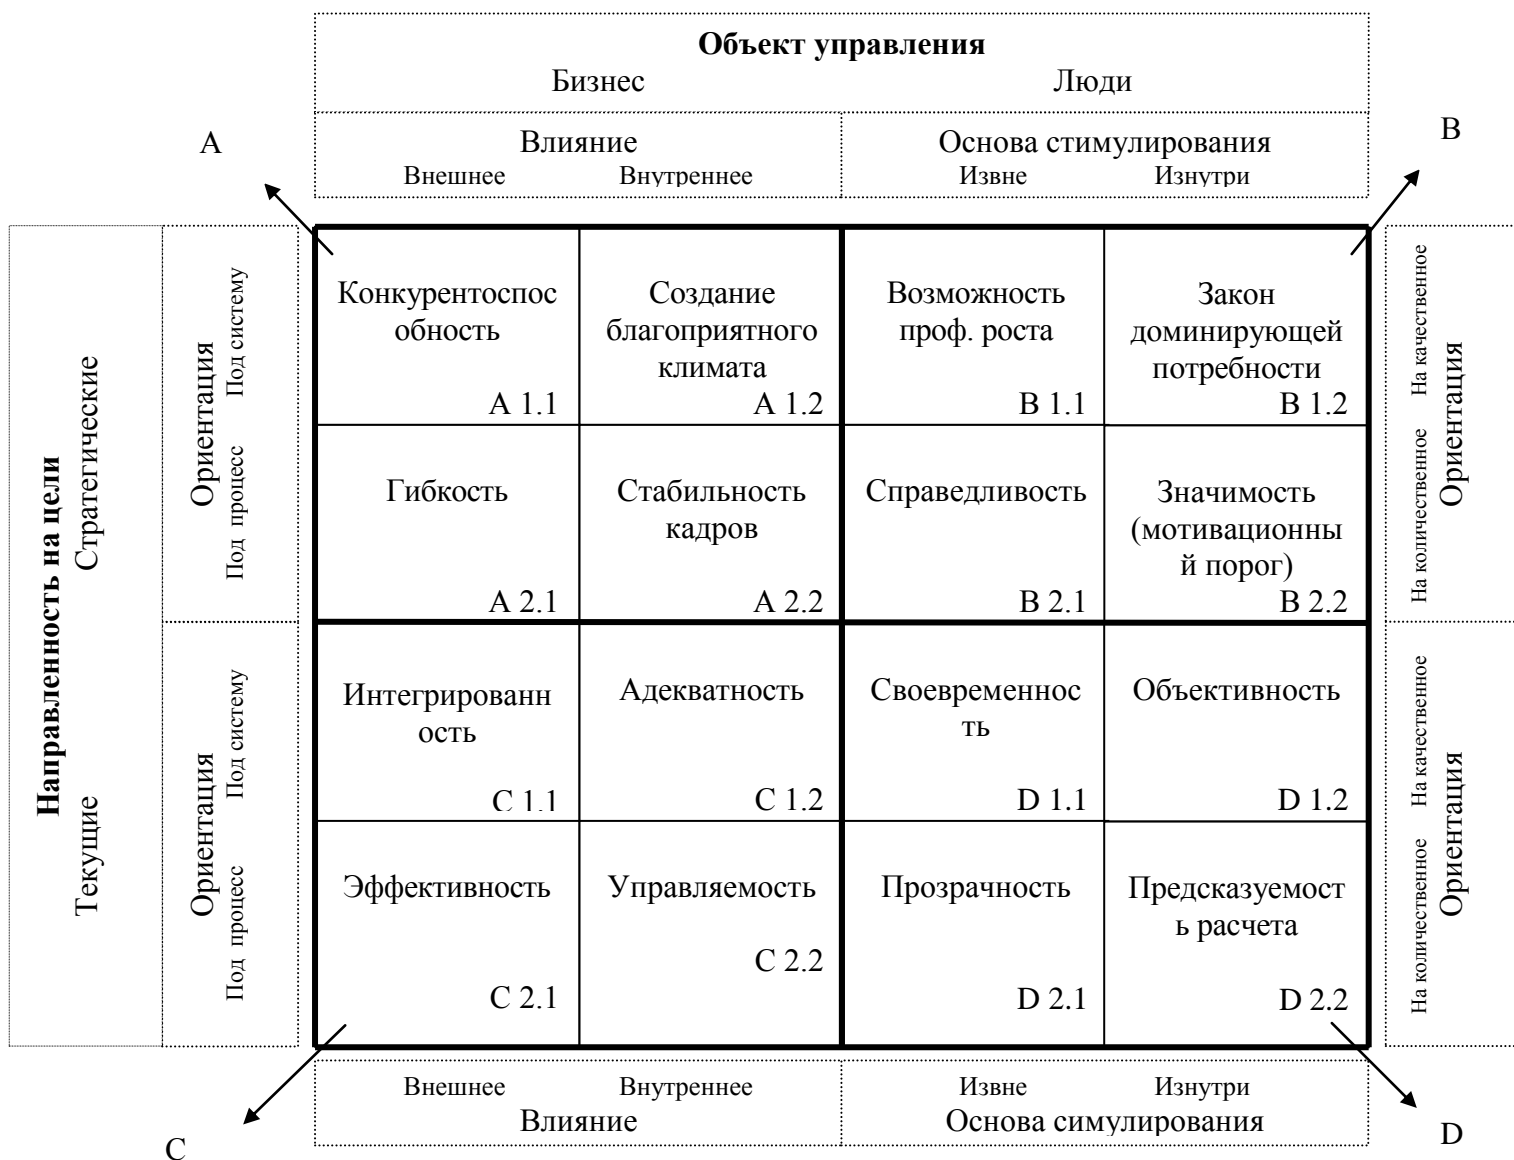 Объект управления
Бизнес Люди
A
B
Влияние Основа стимулирования
Внешнее Внутреннее Извне Изнутри
Направленность на цели
Стратегические
Текущие
Ориентация
Под систему
Под процесс
Ориентация
Под систему
Под процесс
Конкурентоспос
обность
A 1.1
Создание
благоприятного
климата
A 1.2
Возможность
проф. роста
B 1.1
Закон
доминирующей
потребности
B 1.2
Гибкость
A 2.1
Стабильность
кадров
A 2.2
Справедливость
B 2.1
Значимость
(мотивационны
й порог)
B 2.2
Интегрированн
ость
C 1.1
Адекватность
C 1.2
Своевременнос
ть
D 1.1
Объективность
D 1.2
Эффективность
C 2.1
Управляемость
C 2.2
Прозрачность
D 2.1
Предсказуемост
ь расчета
D 2.2
На качественное
На количественное
Ориентация
На качественное
На количественное
Ориентация
Внешнее Внутреннее Извне Изнутри
Влияние Основа симулирования
C
D